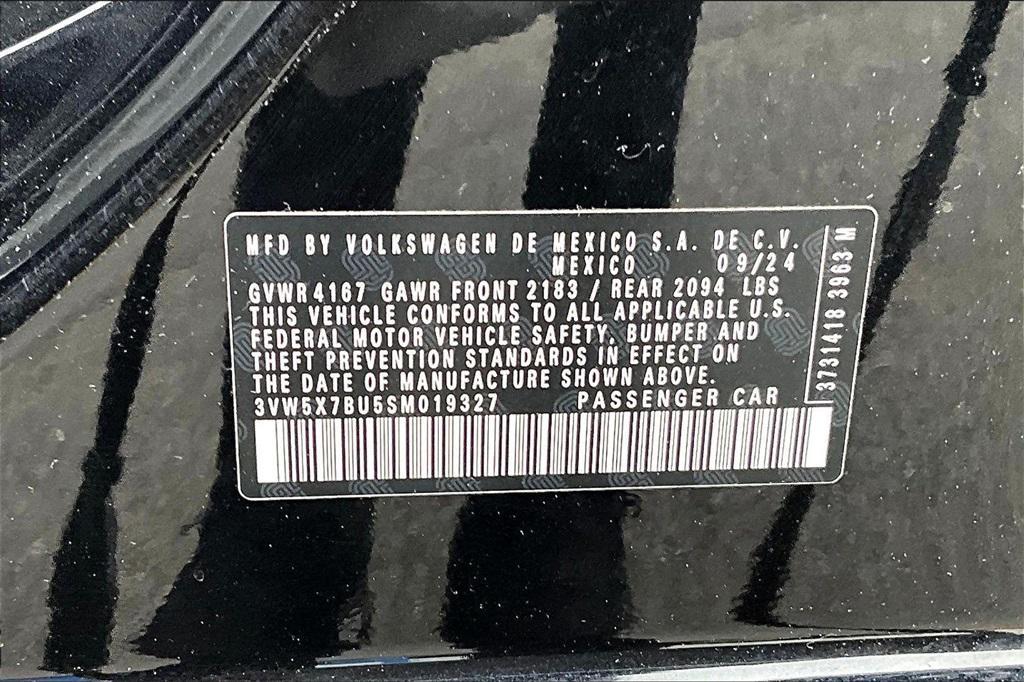 MFD BY VOLKSWAGEN DE MEXICO S.A. DE C.V.
MEXICO 09/24
GVWR 4167 GAWR FRONT 2183 / REAR 2094 LBS
THIS VEHICLE CONFORMS TO ALL APPLICABLE U.S.
FEDERAL MOTOR VEHICLE SAFETY, BUMPER AND
THEFT PREVENTION STANDARDS IN EFFECT ON
THE DATE OF MANUFACTURE SHOWN ABOVE.
3VW5X7BU5SM019327 PASSENGER CAR
3731418 3963 M